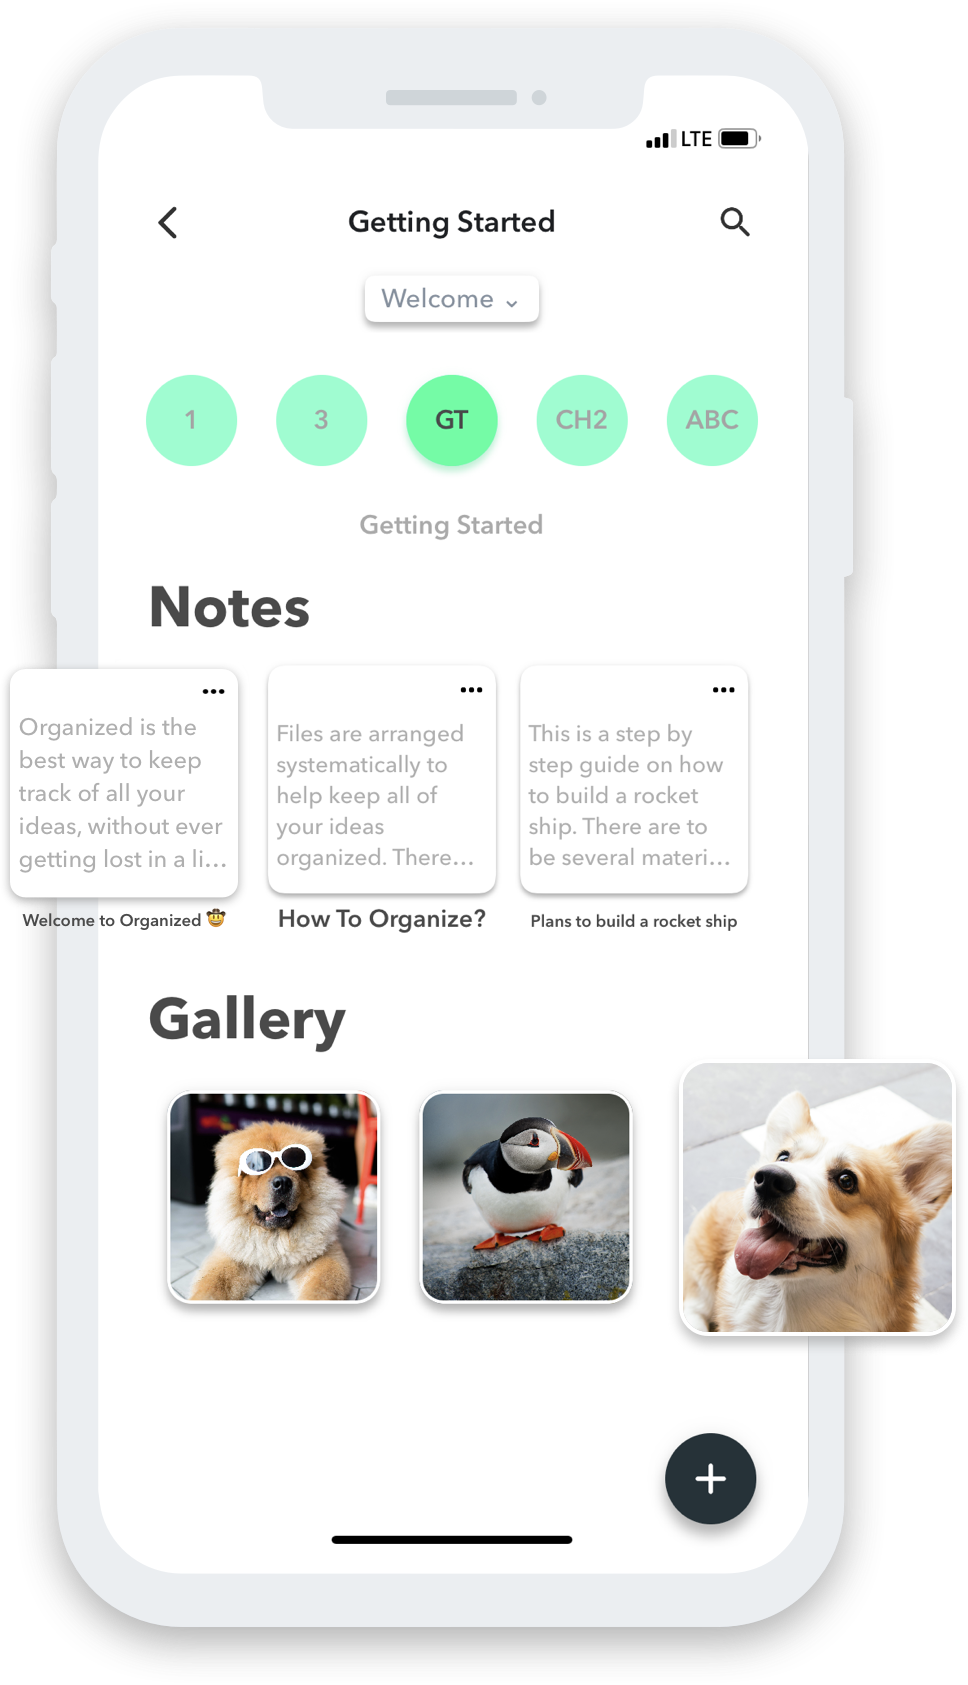 LTE
Getting Started
Welcome
1
3
GT
CH2
ABC
Getting Started
Notes
Organized is the
best way to keep
track of all your
ideas, without ever
getting lost in a li...
Welcome to Organized 🤠
Files are arranged
systematically to
help keep all of
your ideas
organized. There...
How To Organize?
This is a step by
step guide on how
to build a rocket
ship. There are to
be several materi...
Plans to build a rocket ship
Gallery